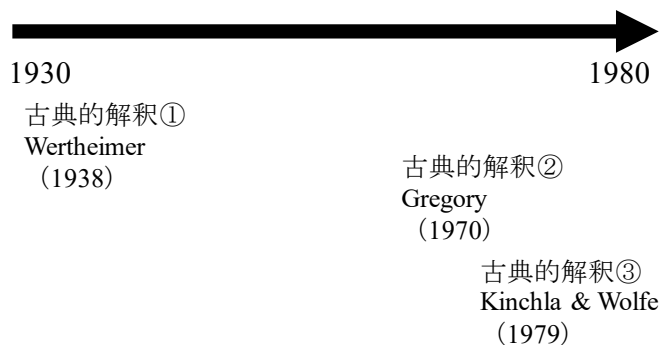 1930 1980
古典的解釈①
Wertheimer
（1938）
古典的解釈②
Gregory
（1970）
古典的解釈③
Kinchla & Wolfe
（1979）